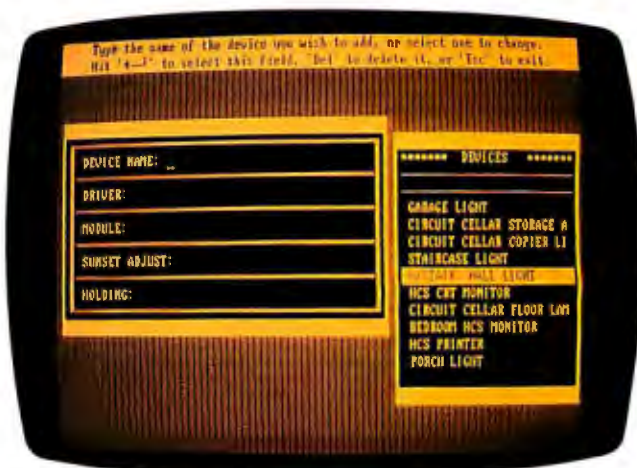 Type the name of the device you wish to add, or select one to change.
Hit '←┘' to select this field, 'Del' to delete it, or 'Esc' to exit.
DEVICE NAME: _
DRIVER:
MODULE:
SUNSET ADJUST:
HOLDING:
******* DEVICES *******
GARAGE LIGHT
CIRCUIT CELLAR STORAGE A
CIRCUIT CELLAR COPIER LI
STAIRCASE LIGHT
HALL LIGHT
HCS CRT MONITOR
CIRCUIT CELLAR FLOOR LAM
BEDROOM HCS MONITOR
HCS PRINTER
PORCH LIGHT